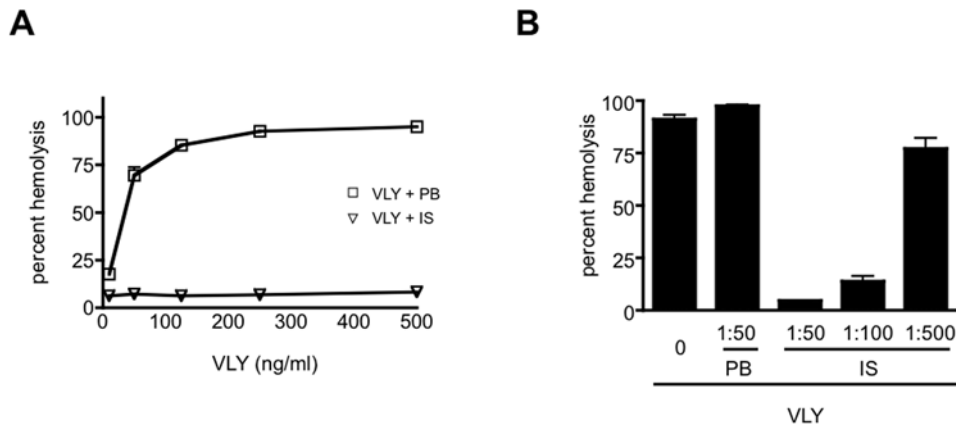 A
percent hemolysis
100
75
50
25
0
VLY + PB
VLY + IS
0 100 200 300 400 500
VLY (ng/ml)
B
percent hemolysis
100
75
50
25
0
0 1:50 1:50 1:100 1:500
PB IS
VLY